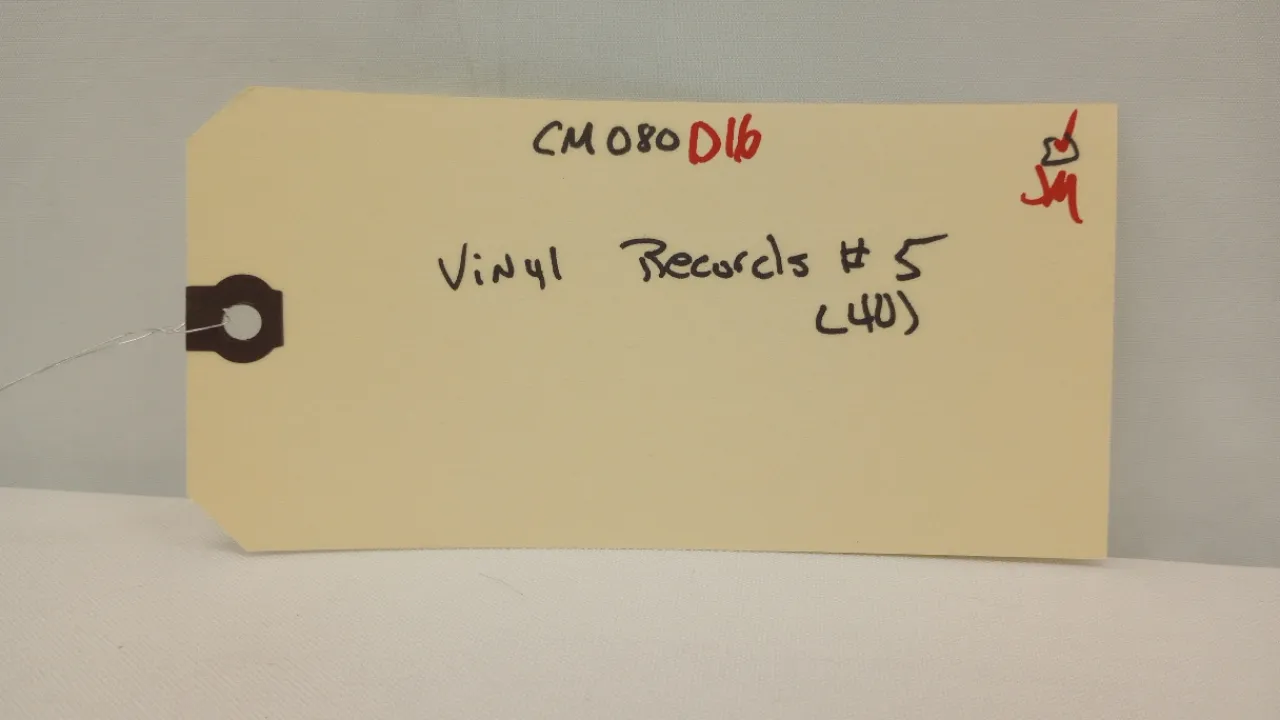 CM080D16
JM
Vinyl Records # 5
(40)